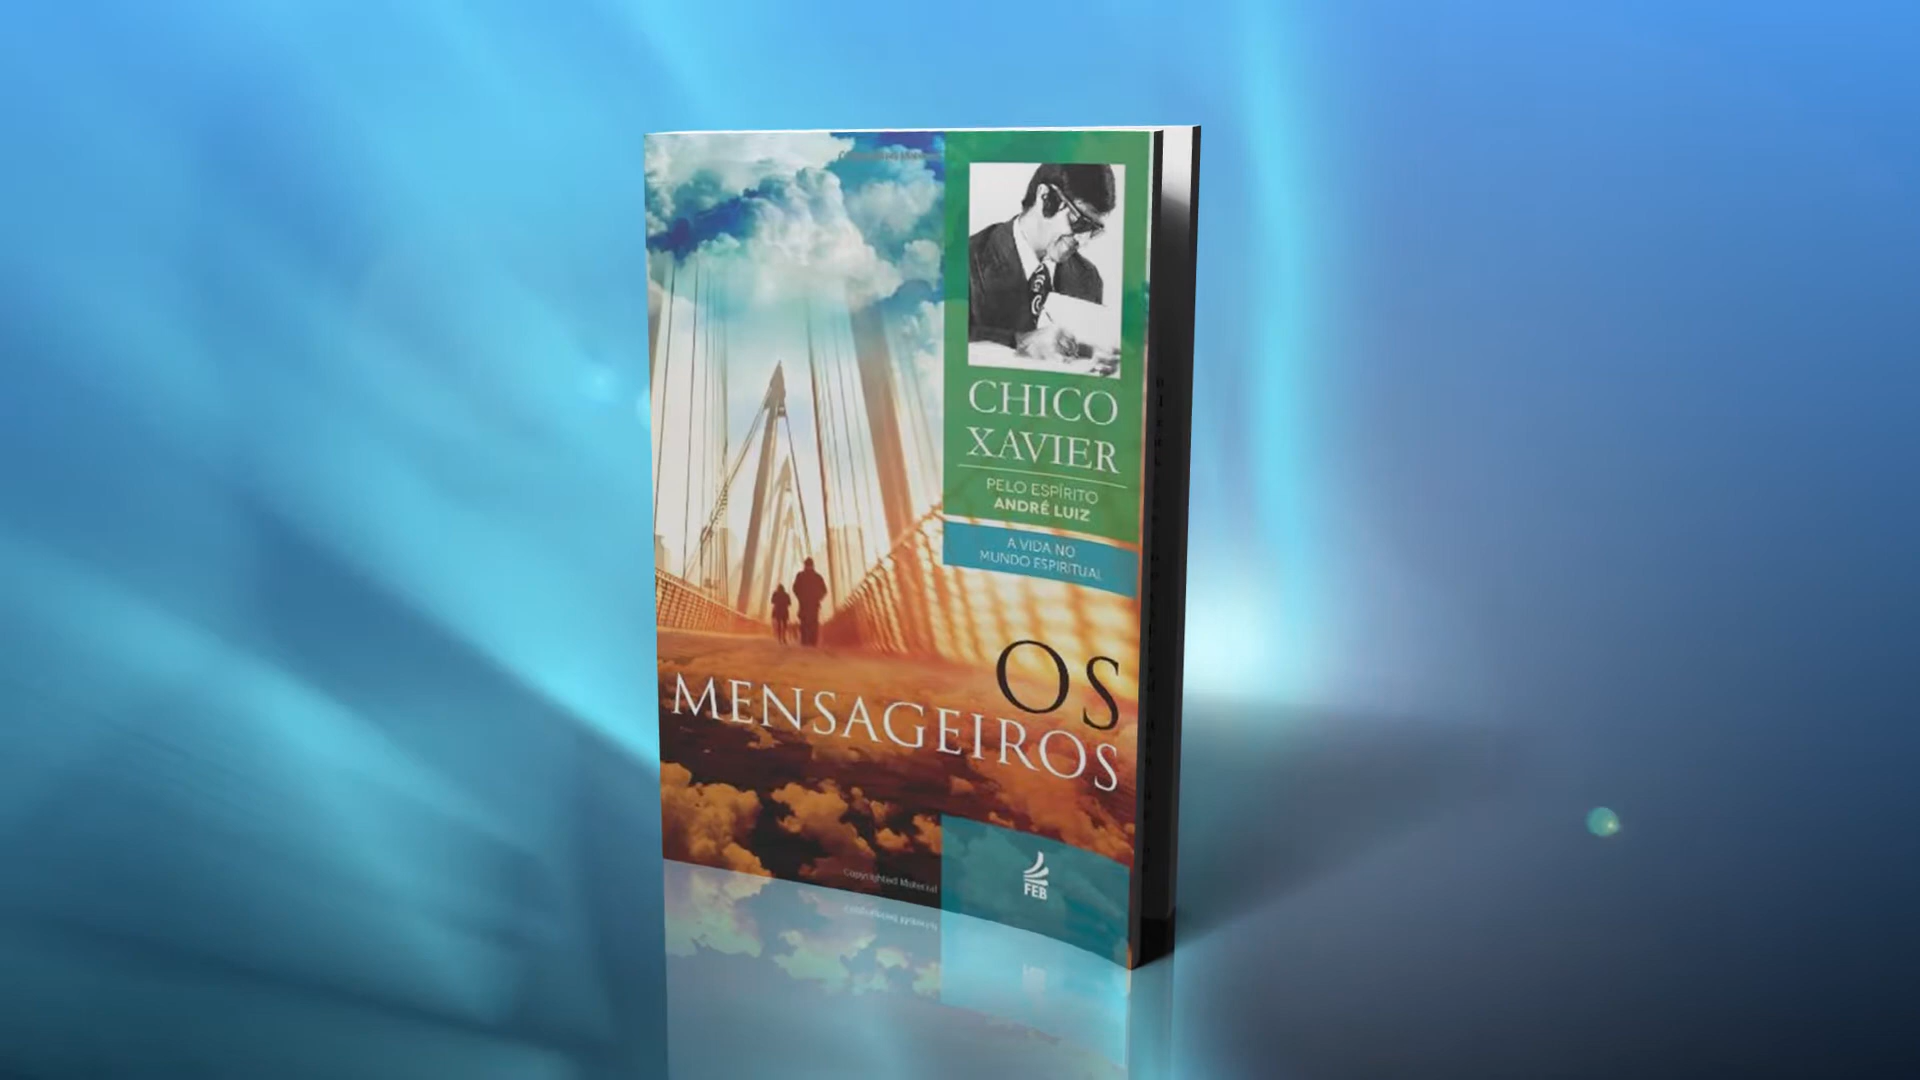 CHICO
XAVIER
PELO ESPÍRITO
ANDRÉ LUIZ
A VIDA NO
MUNDO ESPIRITUAL
OS
MENSAGEIROS
Copyrighted Material
FEB